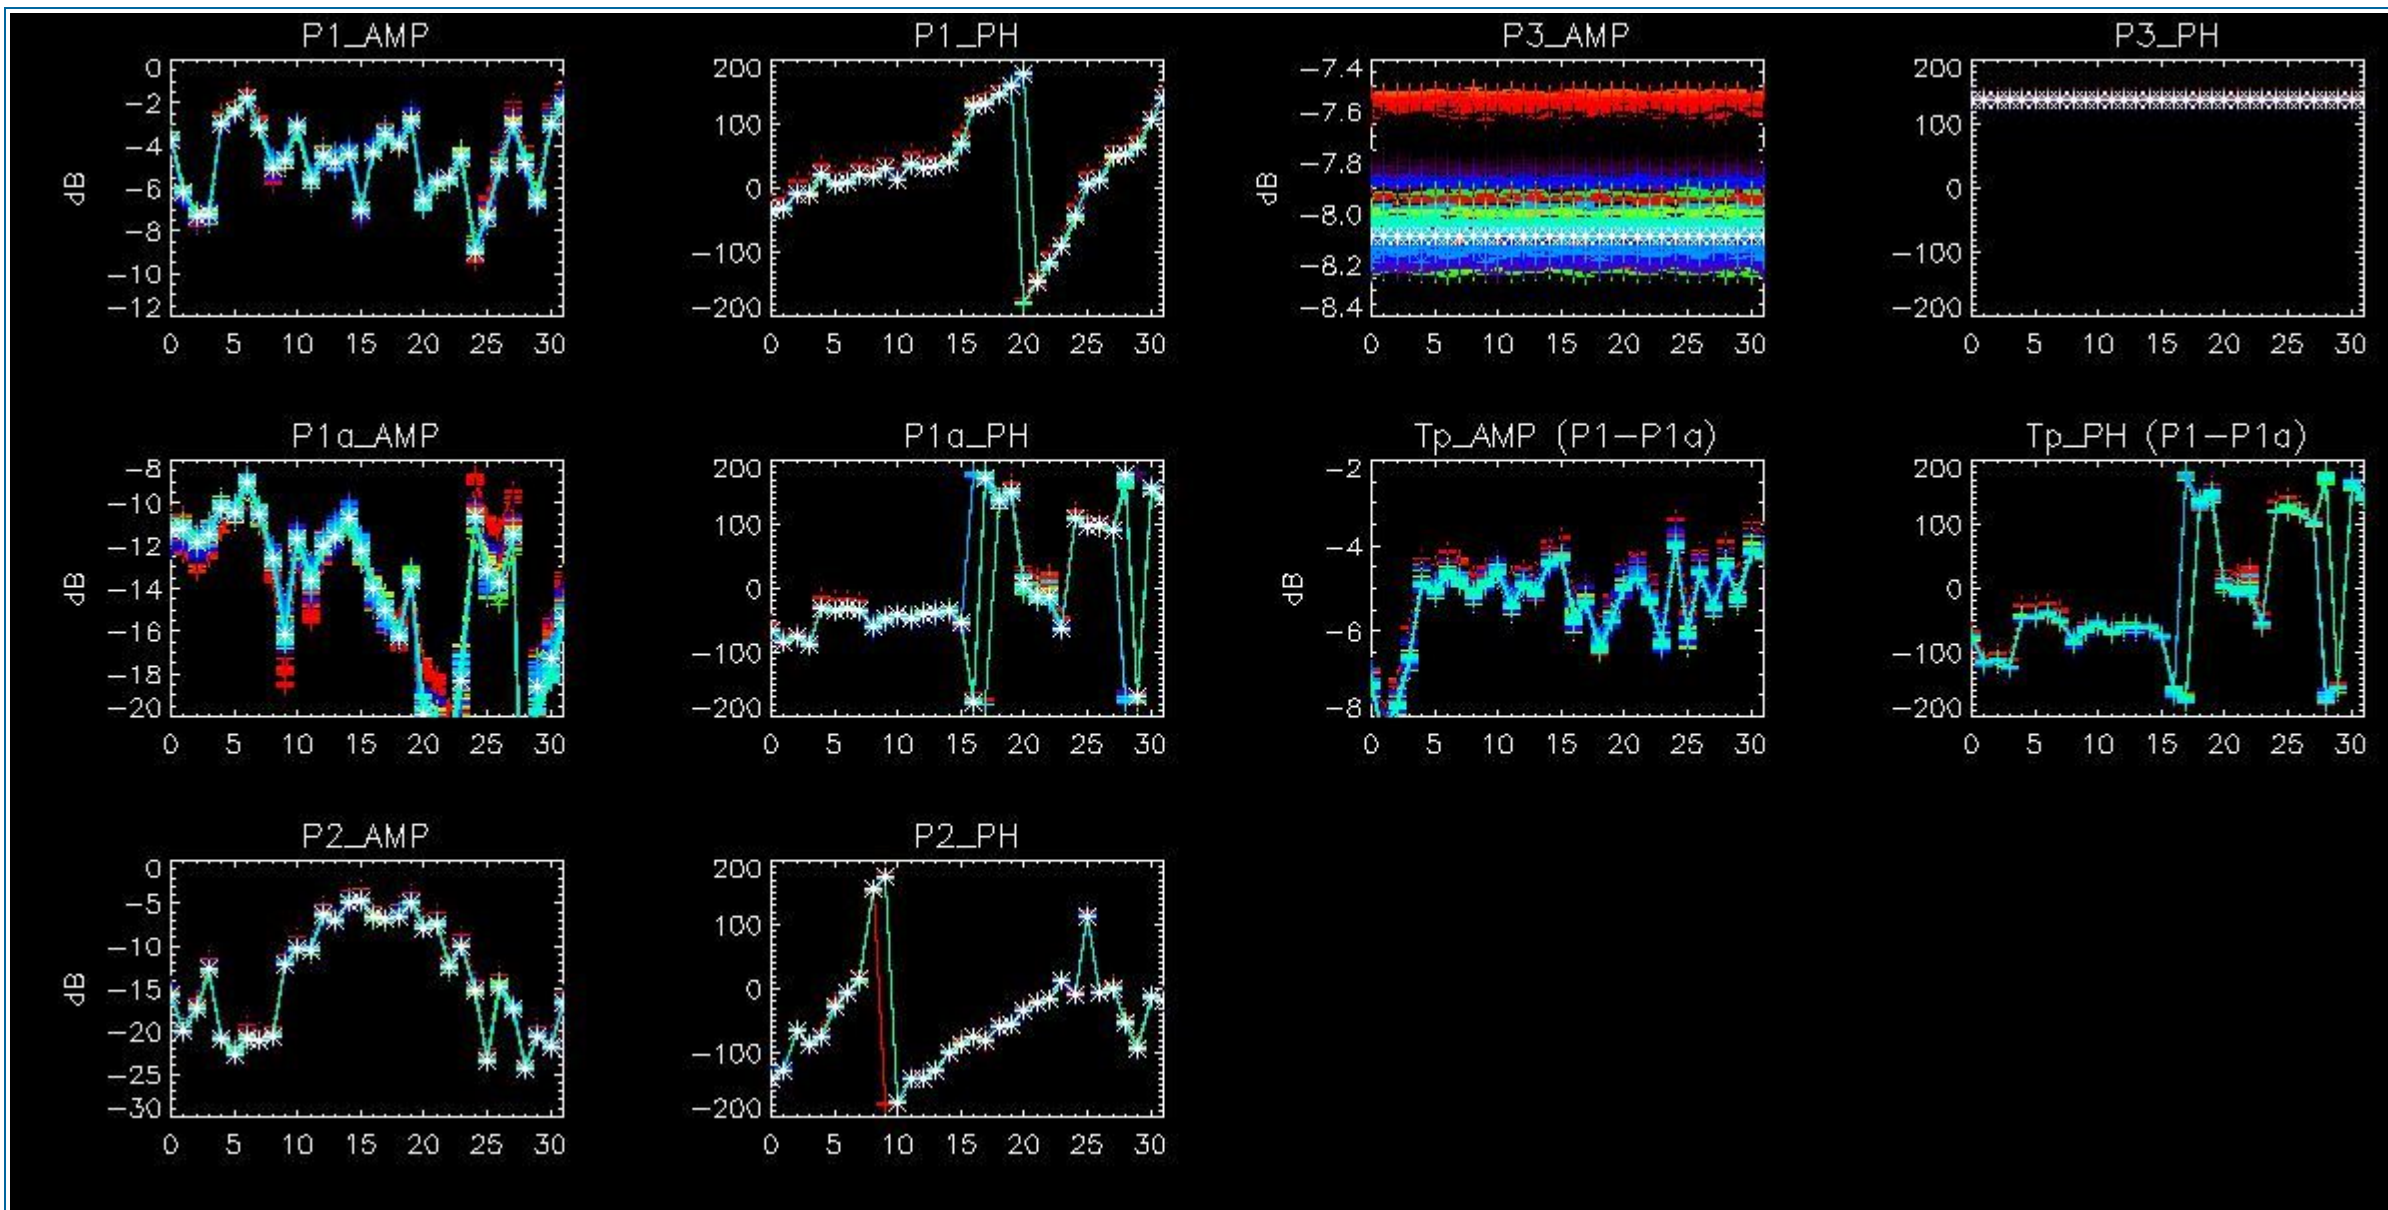 P1_AMP
0
−2
−4
−6
−8
−10
−12
dB
0 5 10 15 20 25 30
P1_PH
200
100
0
−100
−200
0 5 10 15 20 25 30
P3_AMP
−7.4
−7.6
−7.8
−8.0
−8.2
−8.4
dB
0 5 10 15 20 25 30
P3_PH
200
100
0
−100
−200
0 5 10 15 20 25 30
P1a_AMP
−8
−10
−12
−14
−16
−18
−20
dB
0 5 10 15 20 25 30
P1a_PH
200
100
0
−100
−200
0 5 10 15 20 25 30
Tp_AMP (P1−P1a)
−2
−4
−6
−8
dB
0 5 10 15 20 25 30
Tp_PH (P1−P1a)
200
100
0
−100
−200
0 5 10 15 20 25 30
P2_AMP
0
−5
−10
−15
−20
−25
−30
dB
0 5 10 15 20 25 30
P2_PH
200
100
0
−100
−200
0 5 10 15 20 25 30